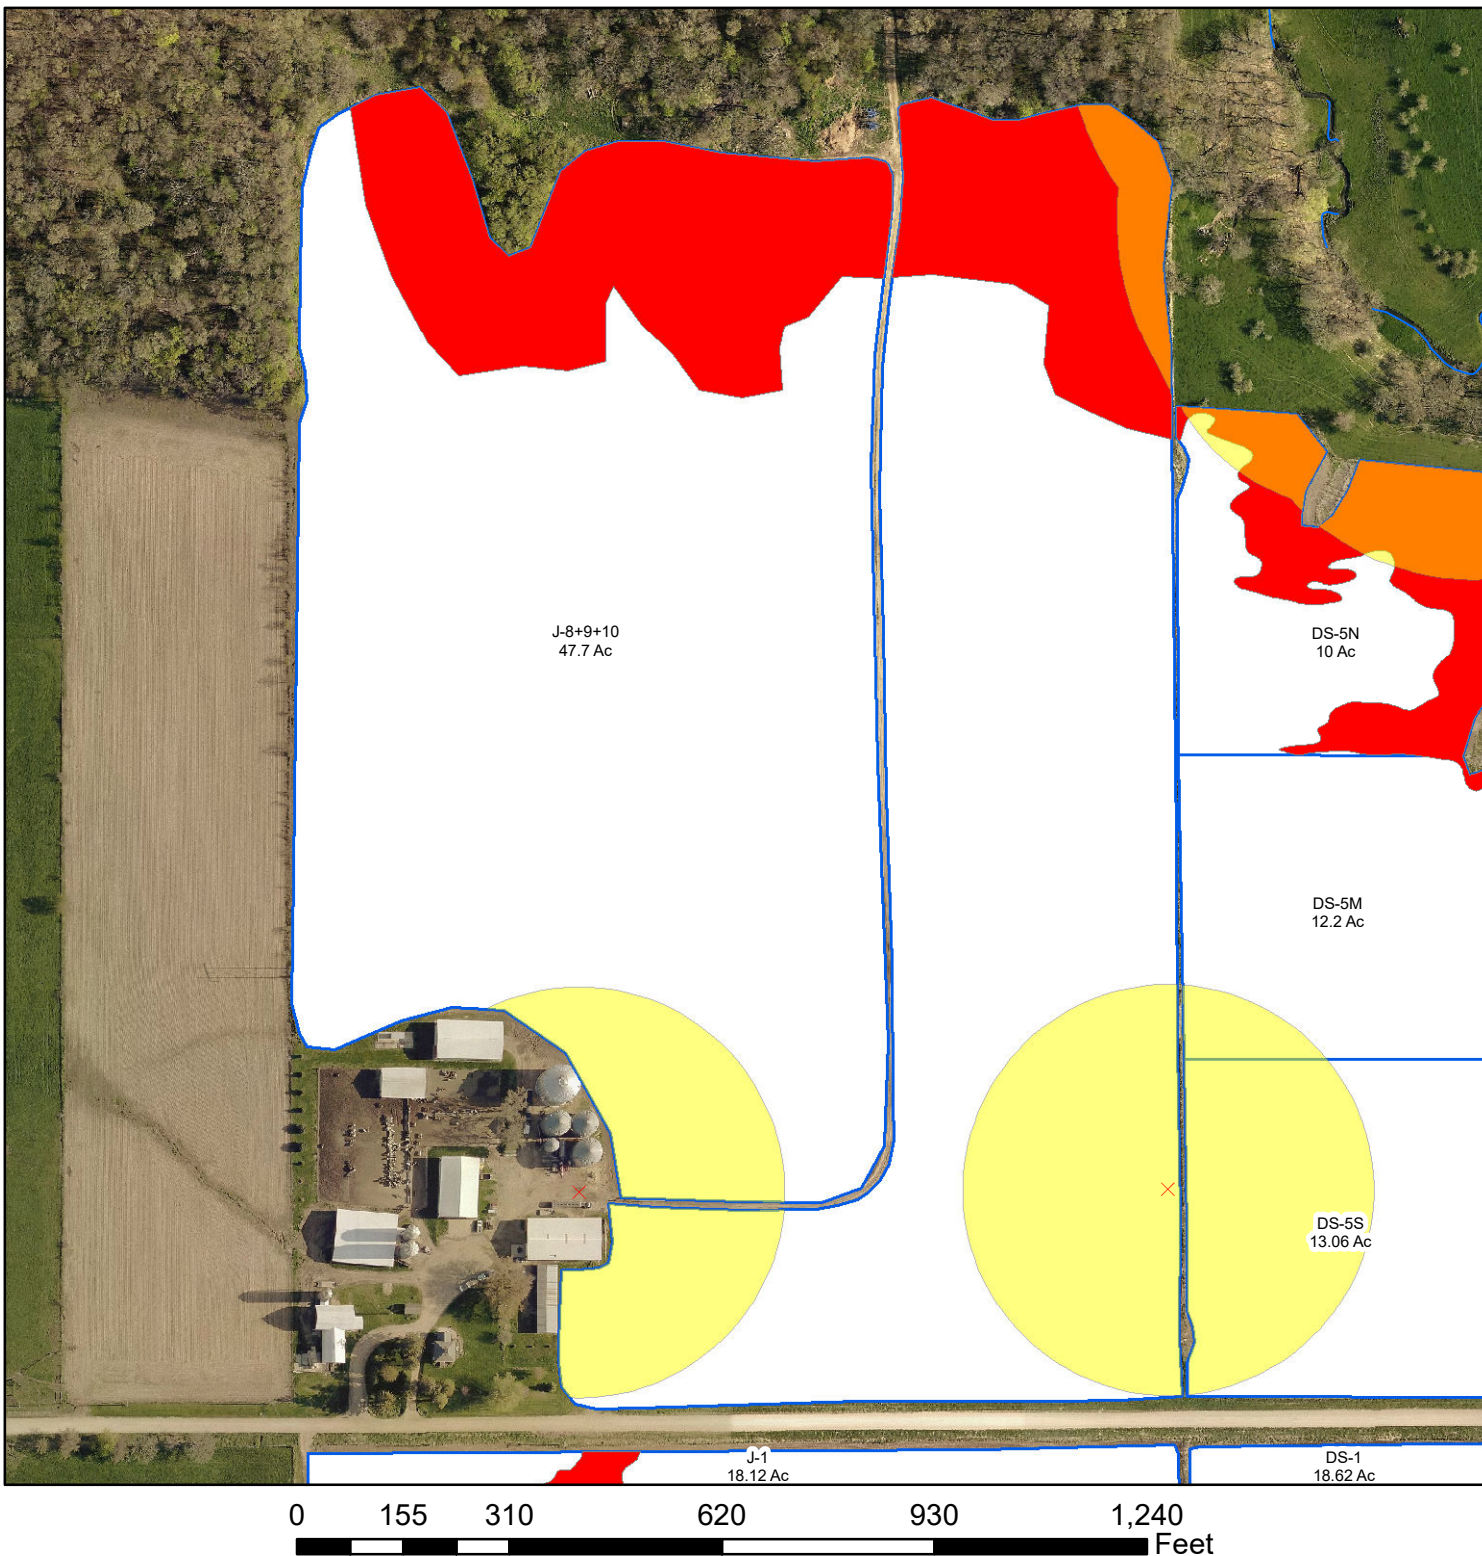 J-8+9+10
47.7 Ac
DS-5N
10 Ac
DS-5M
12.2 Ac
DS-5S
13.06 Ac
J-1
18.12 Ac
DS-1
18.62 Ac
0 155 310 620 930 1,240
Feet